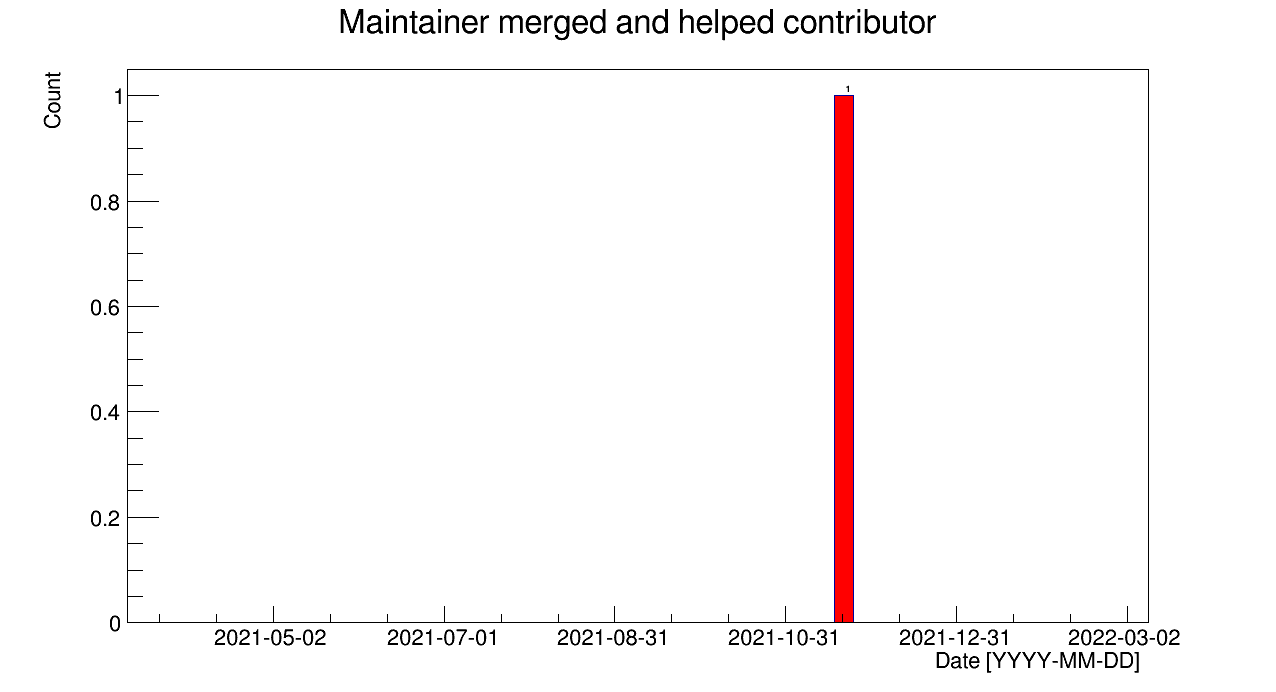 Maintainer merged and helped contributor
Count
1
1
0.8
0.6
0.4
0.2
0
2021-05-02 2021-07-01 2021-08-31 2021-10-31 2021-12-31 2022-03-02
Date [YYYY-MM-DD]